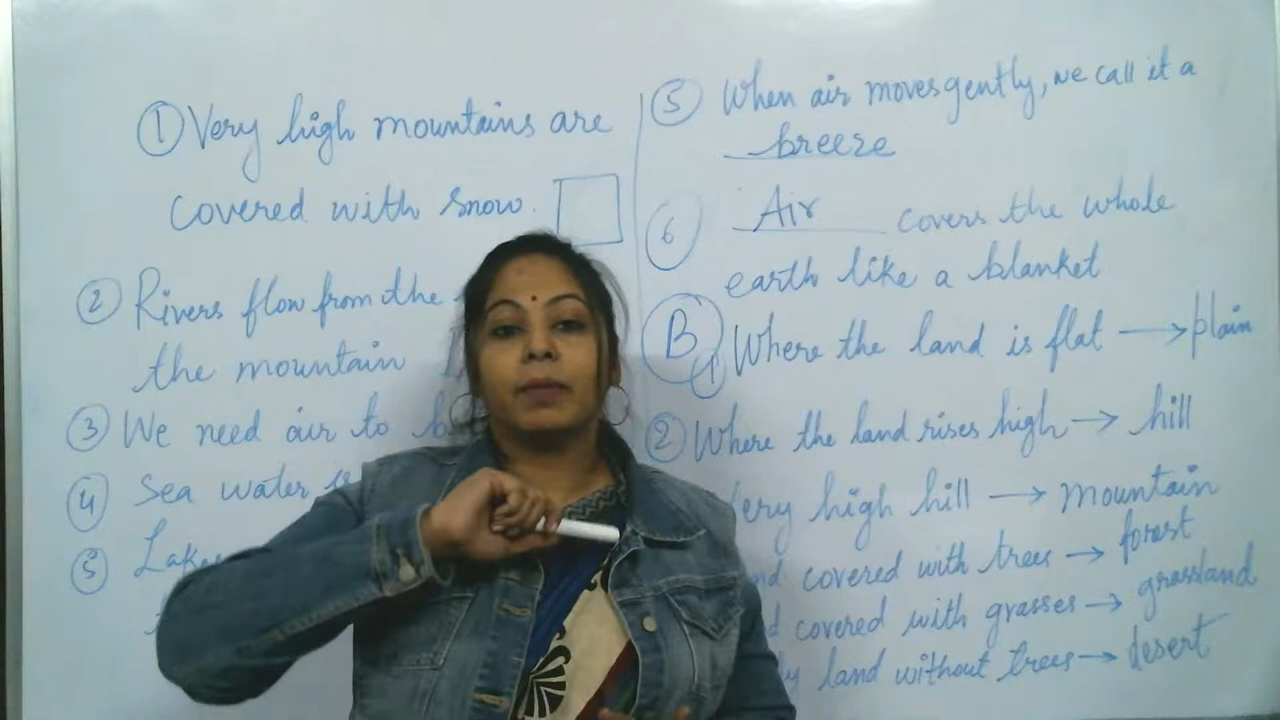 ① Very high mountains are
covered with snow.
② Rivers flow from the
the mountain
③ We need air to
④ Sea water is
⑤
⑤ When air moves gently, we call it a
breeze
⑥ Air covers the whole
earth like a blanket
Ⓑ ① Where the land is flat → plain
② Where the land rises high → hill
high hill → mountain
covered with trees → forest
covered with grasses → grassland
land without trees → desert